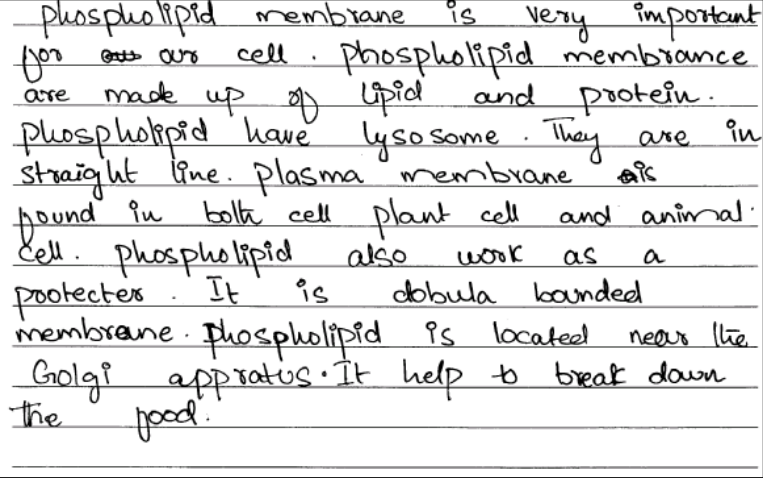 phospholipid membrane is very important
for our cell. Phospholipid membrance
are made up of lipid and protein.
phospholipid have lysosome. They are in
straight line. Plasma membrane is
found in both cell plant cell and animal
cell. phospholipid also work as a
pootecter. It is dobula bounded
membrane. Phospholipid is located near the
Golgi appratus. It help to break down
the food.